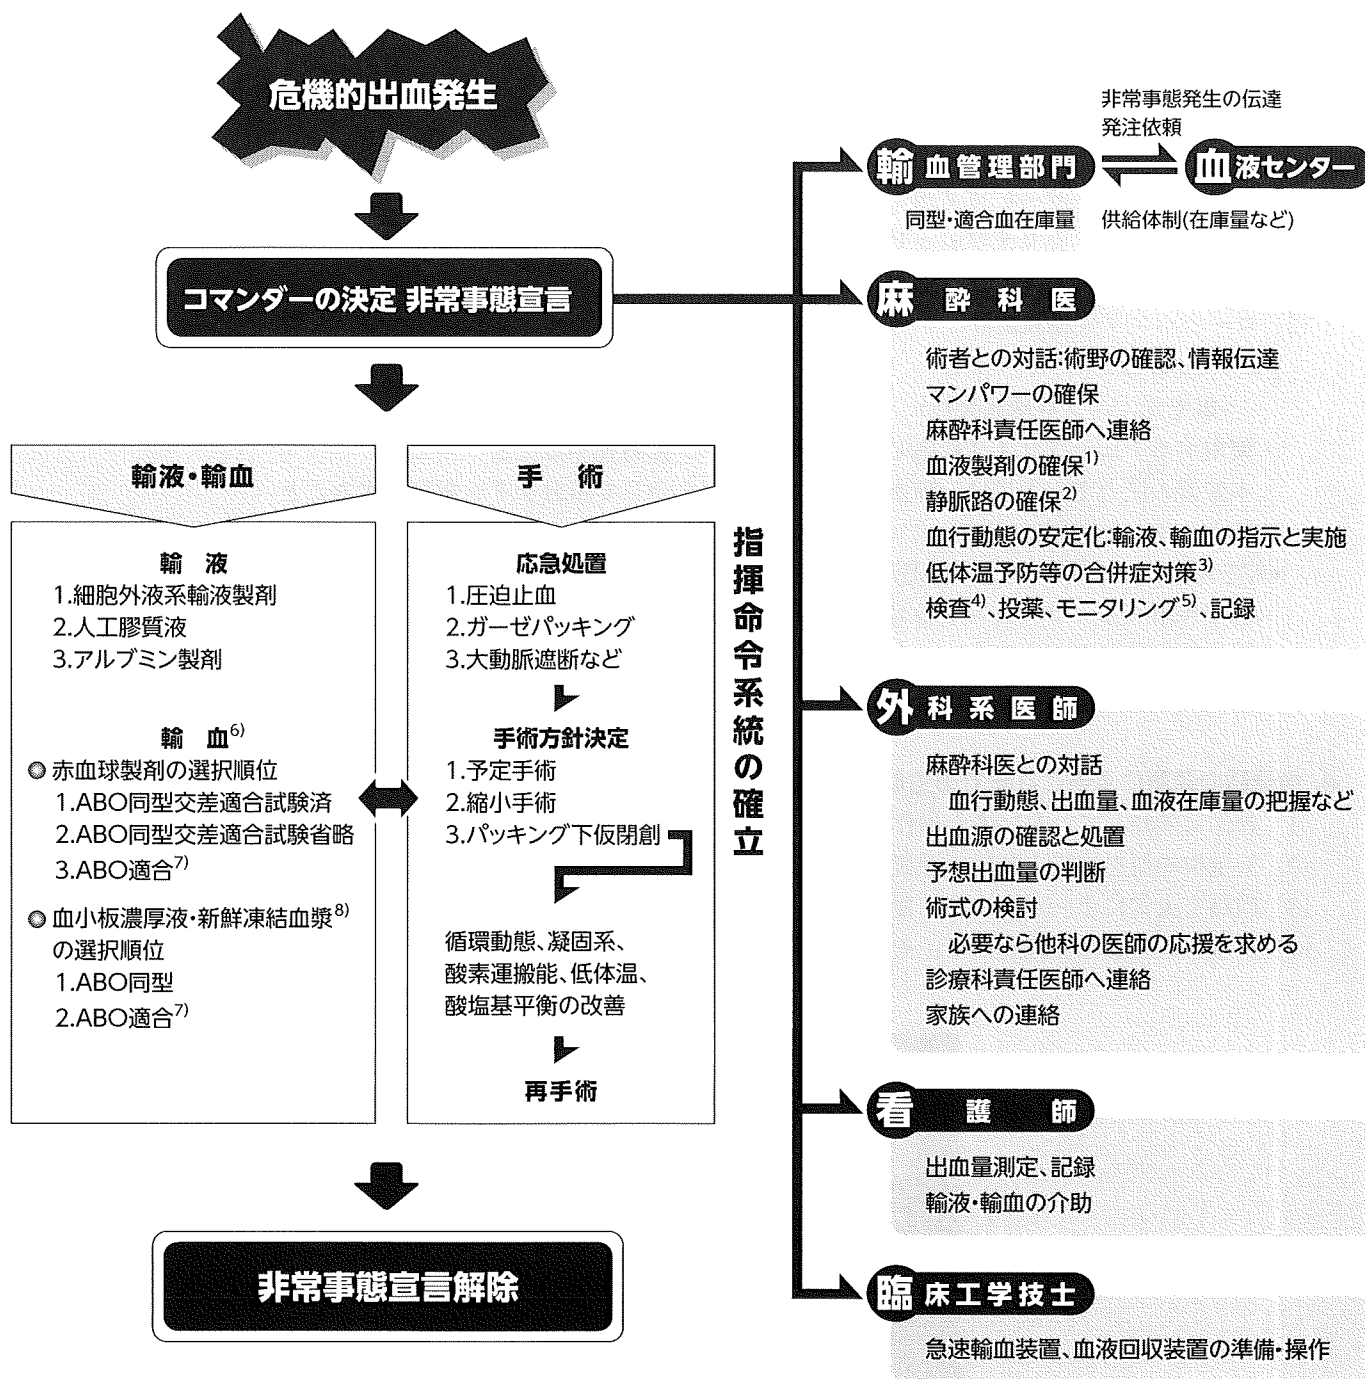 危機的出血発生
コマンダーの決定 非常事態宣言
輸液・輸血
輸 液
1.細胞外液系輸液製剤
2.人工膠質液
3.アルブミン製剤
輸 血6)
◎ 赤血球製剤の選択順位
1.ABO同型交差適合試験済
2.ABO同型交差適合試験省略
3.ABO適合7)
◎ 血小板濃厚液・新鮮凍結血漿8)
の選択順位
1.ABO同型
2.ABO適合7)
手 術
応急処置
1.圧迫止血
2.ガーゼパッキング
3.大動脈遮断など
手術方針決定
1.予定手術
2.縮小手術
3.パッキング下仮閉創
循環動態、凝固系、
酸素運搬能、低体温、
酸塩基平衡の改善
再手術
非常事態宣言解除
指揮命令系統の確立
非常事態発生の伝達
発注依頼
輸血管理部門
血液センター
同型・適合血在庫量
供給体制(在庫量など)
麻酔科医
術者との対話:術野の確認、情報伝達
マンパワーの確保
麻酔科責任医師へ連絡
血液製剤の確保1)
静脈路の確保2)
血行動態の安定化:輸液、輸血の指示と実施
低体温予防等の合併症対策3)
検査4)、投薬、モニタリング5)、記録
外科系医師
麻酔科医との対話
血行動態、出血量、血液在庫量の把握など
出血源の確認と処置
予想出血量の判断
術式の検討
必要なら他科の医師の応援を求める
診療科責任医師へ連絡
家族への連絡
看護師
出血量測定、記録
輸液・輸血の介助
臨床工学技士
急速輸血装置、血液回収装置の準備・操作